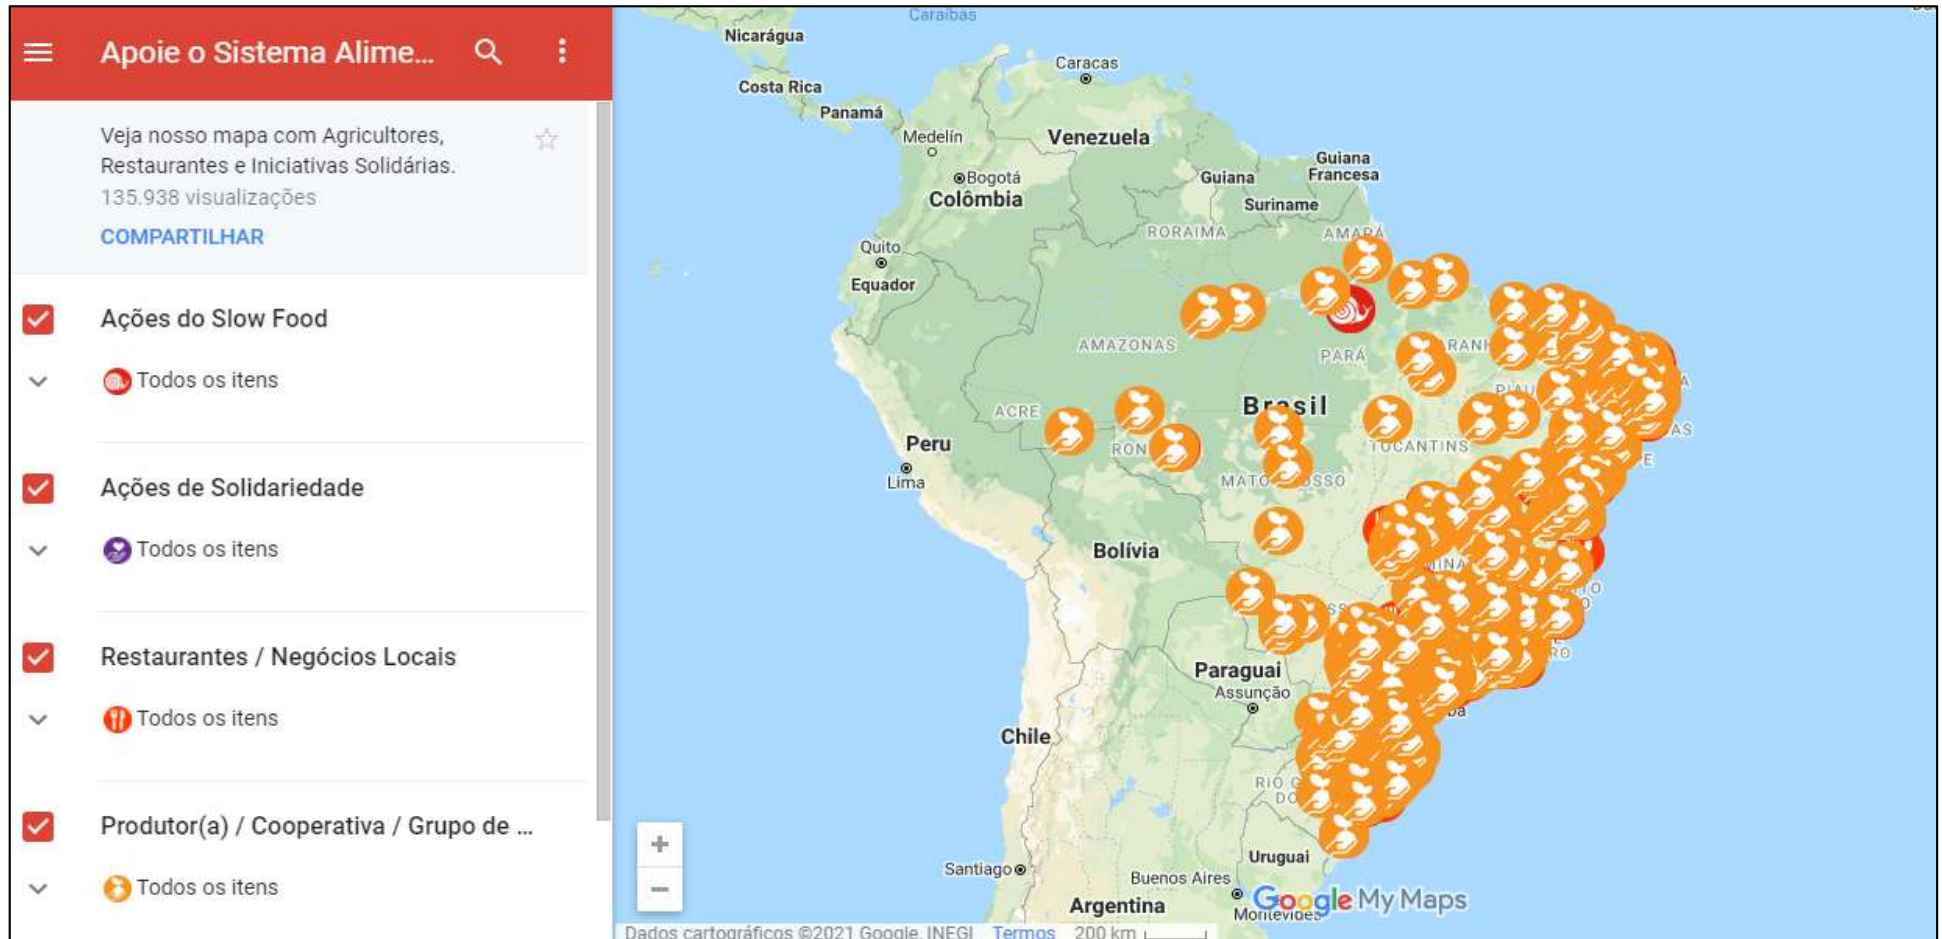 Apoie o Sistema Alime...
Veja nosso mapa com Agricultores,
Restaurantes e Iniciativas Solidárias.
135.938 visualizações
COMPARTILHAR
Ações do Slow Food
Todos os itens
Ações de Solidariedade
Todos os itens
Restaurantes / Negócios Locais
Todos os itens
Produtor(a) / Cooperativa / Grupo de ...
Todos os itens
Caraíbas
Nicarágua
Caracas
Costa Rica
Panamá
Medelín
Venezuela
Guiana
Francesa
Bogotá
Guiana
Colômbia
Suriname
RORAIMA
AMAPÁ
Quito
Equador
AMAZONAS
PARÁ
Brasil
ACRE
Peru
TOCANTINS
Lima
Bolívia
Paraguai
Assunção
Chile
Uruguai
Santiago
Buenos Aires
Argentina
Google My Maps
Dados cartográficos ©2021 Google, INEGI
Termos
200 km